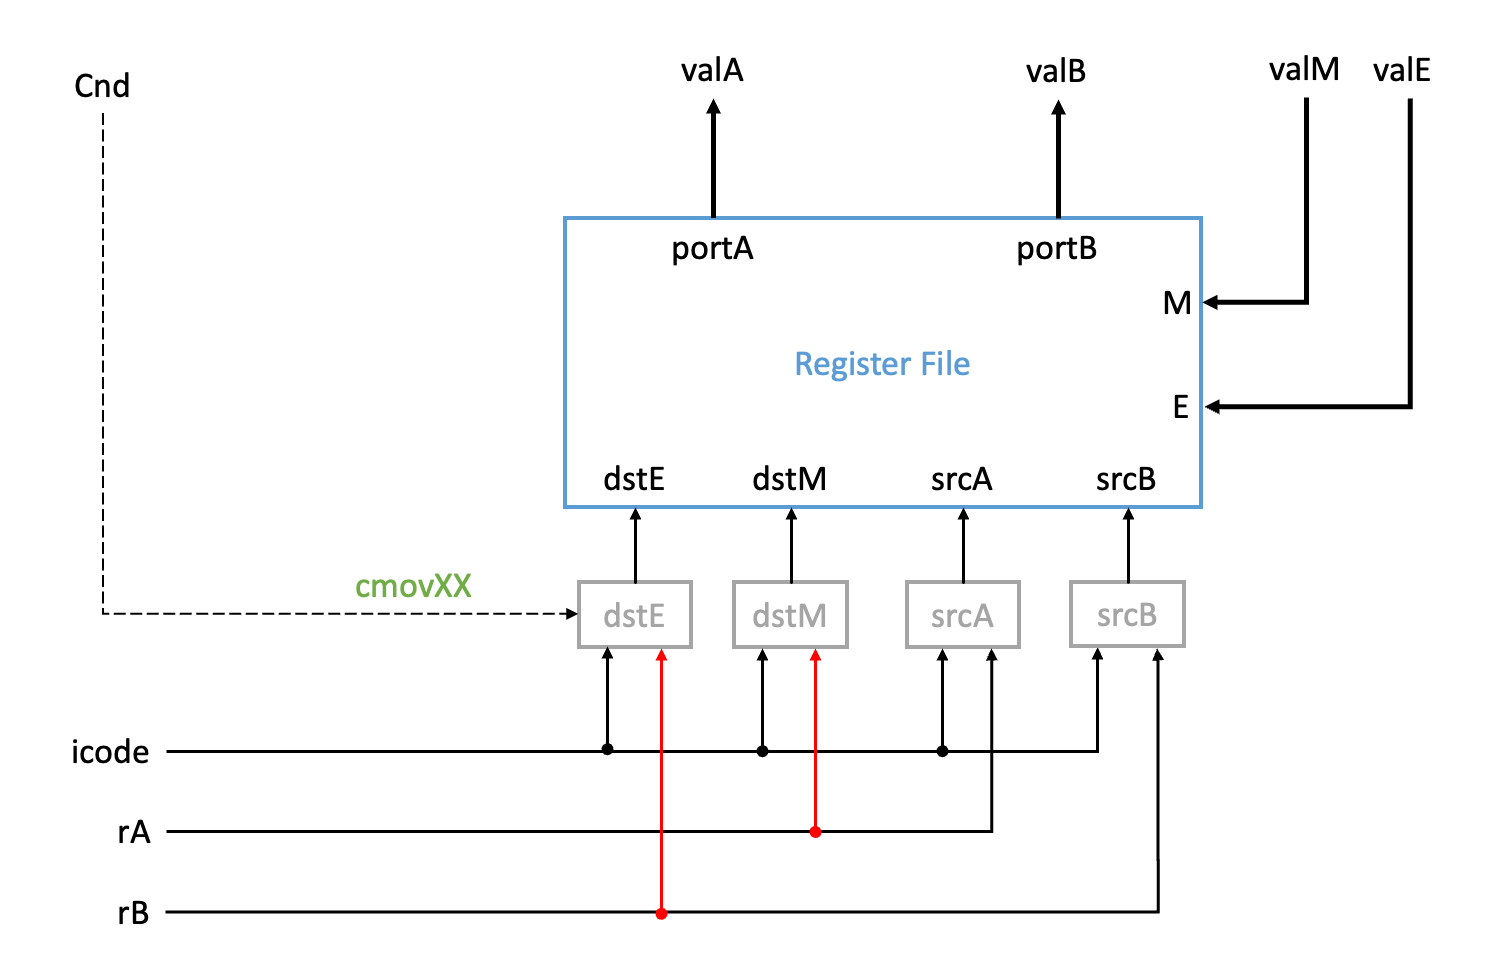 Cnd
valA
valB
valM
valE
portA
portB
M
Register File
E
dstE
dstM
srcA
srcB
cmovXX
dstE
dstM
srcA
srcB
icode
rA
rB